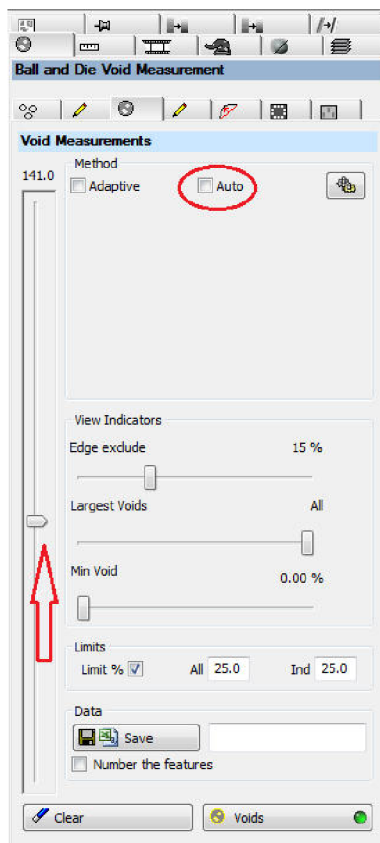 Ball and Die Void Measurement
Void Measurements
Method
141.0
Adaptive
Auto
View Indicators
Edge exclude 15 %
Largest Voids All
Min Void 0.00 %
Limits
Limit % All 25.0 Ind 25.0
Data
Save
Number the features
Clear Voids